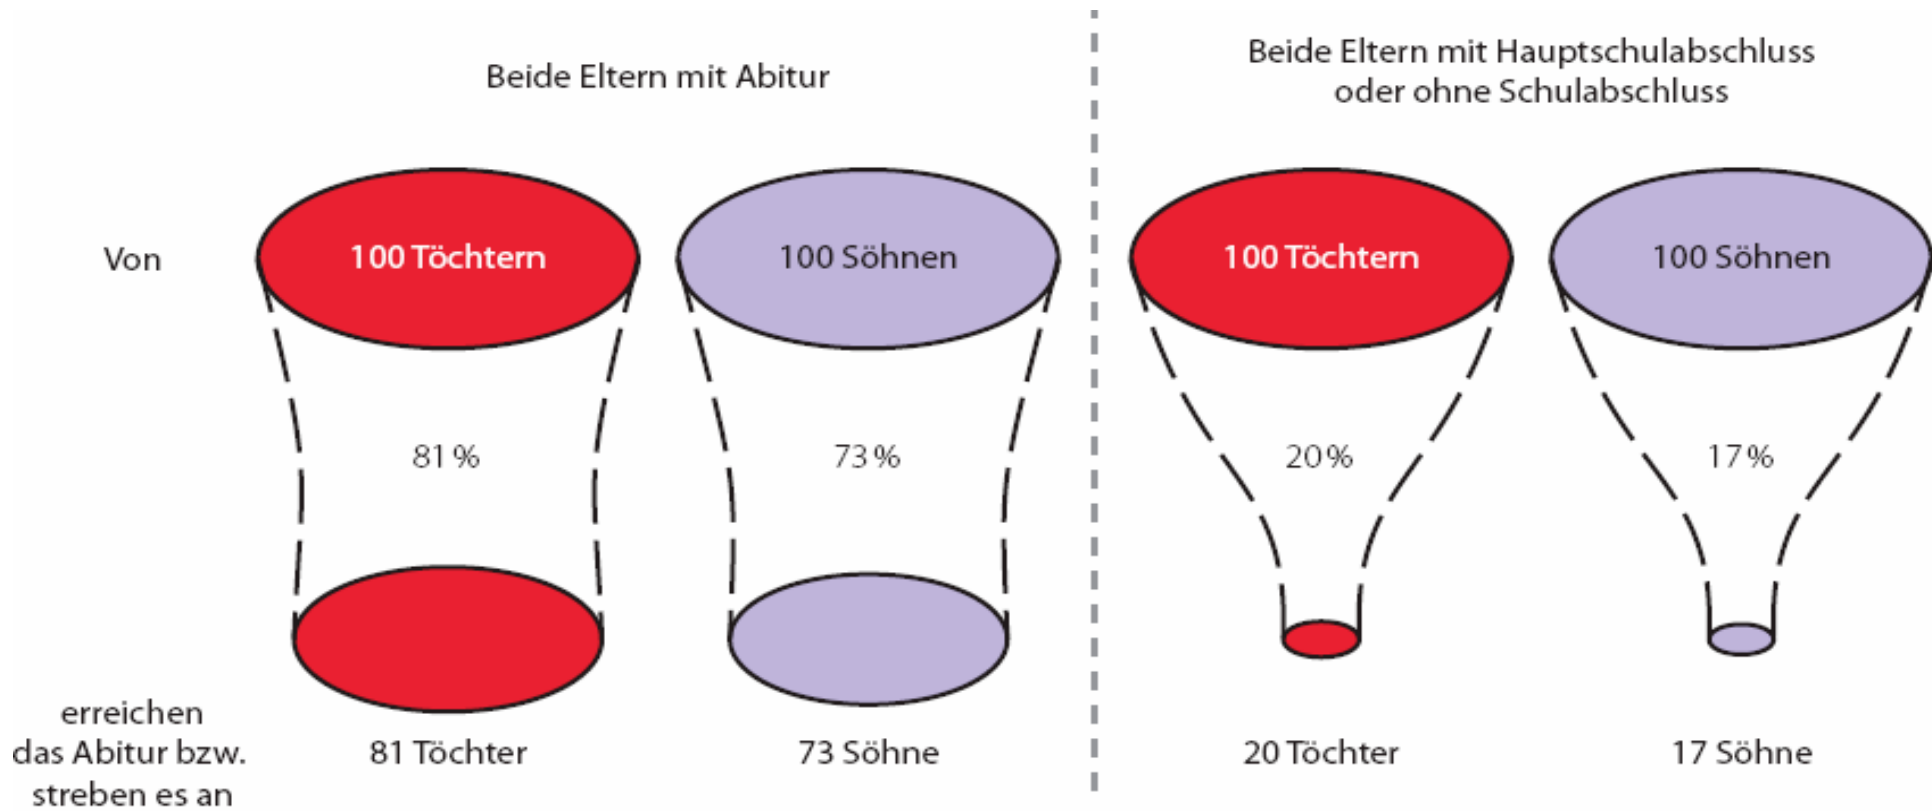 Beide Eltern mit Abitur
Beide Eltern mit Hauptschulabschluss
oder ohne Schulabschluss
Von
100 Töchtern
100 Söhnen
100 Töchtern
100 Söhnen
81 %
73 %
20 %
17 %
erreichen
das Abitur bzw.
streben es an
81 Töchter
73 Söhne
20 Töchter
17 Söhne